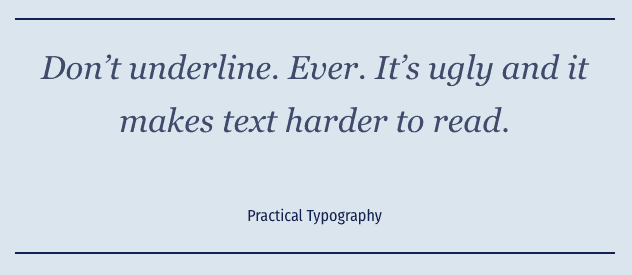 Don’t underline. Ever. It’s ugly and it
makes text harder to read.
Practical Typography